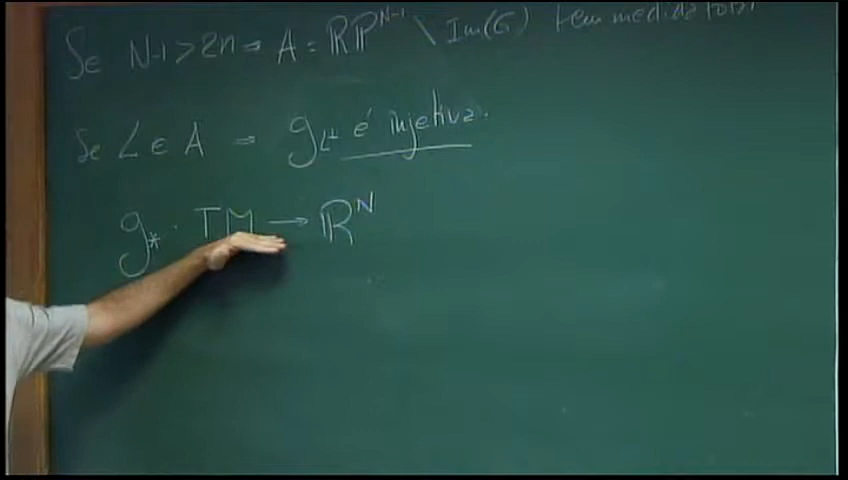 Se N-1 > 2n ⇒ A = RP^{N-1} \ Im(G) tem medida total
Se L ∈ A ⇒ g_{L^⊥} é injetiva.
g_* : TM → R^N